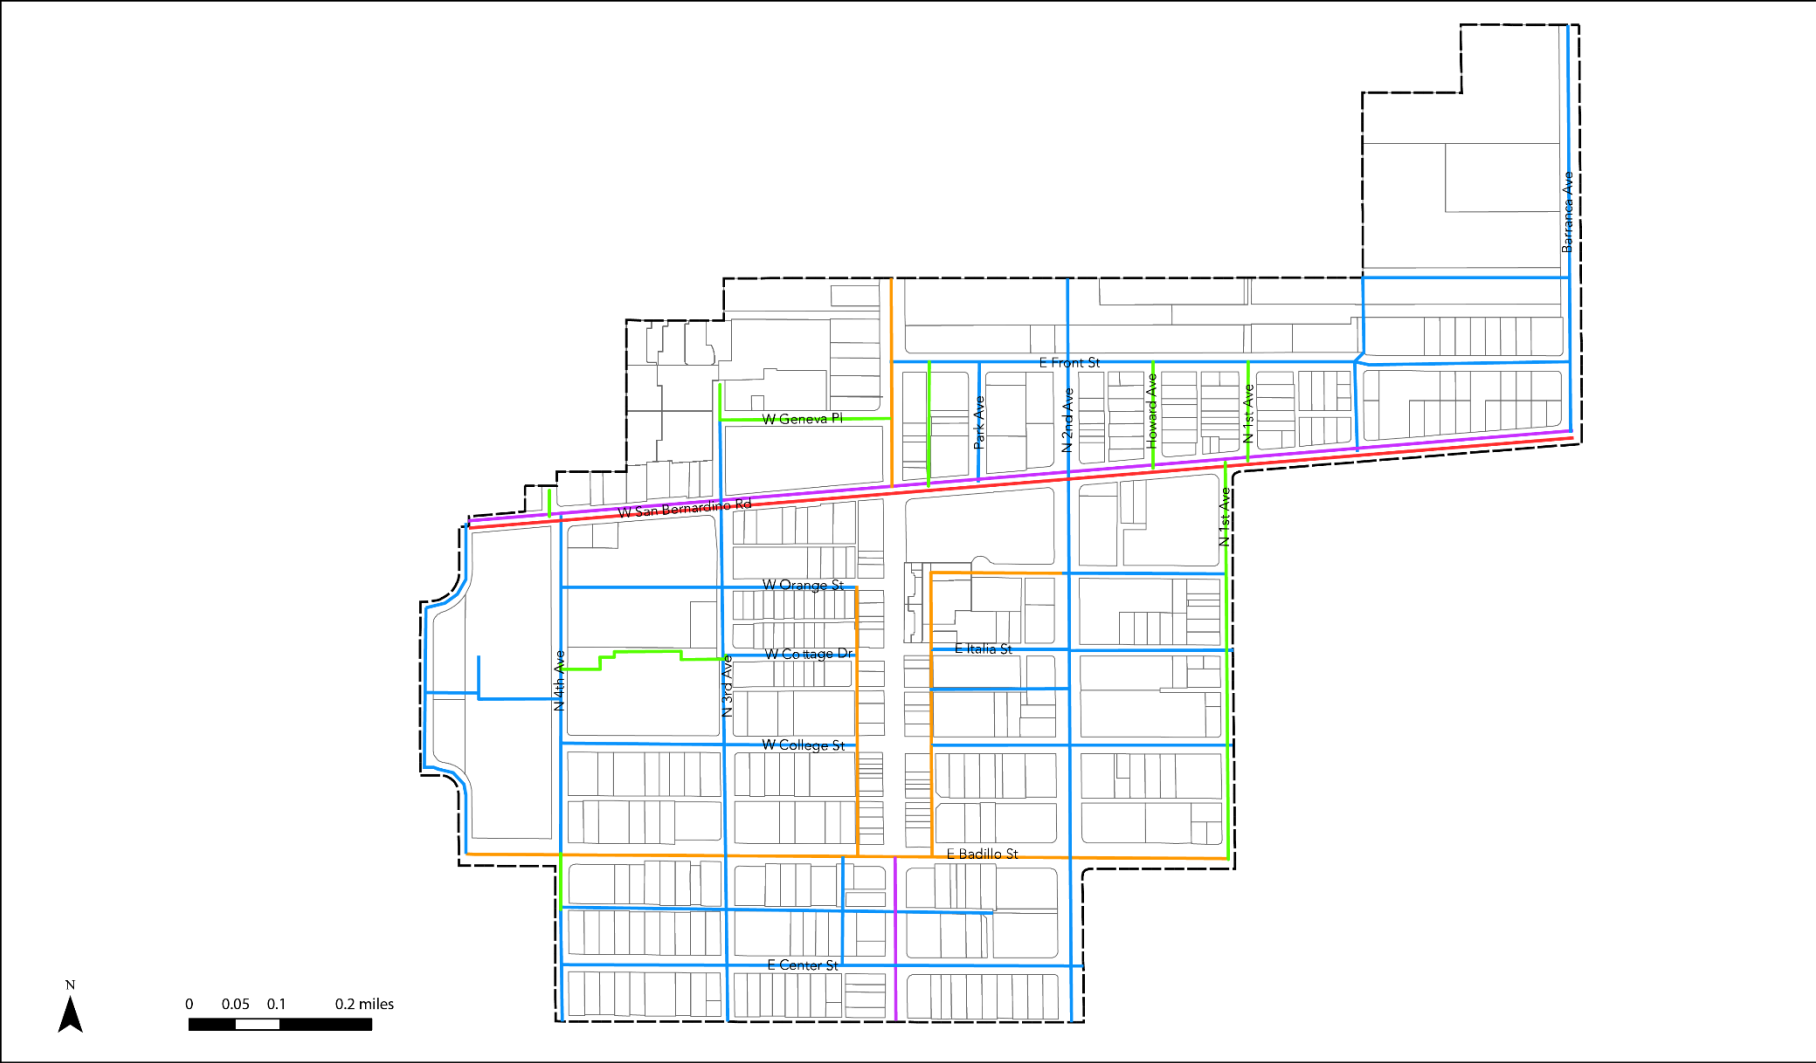 Barranca Ave
E Front St
Park Ave
N 2nd Ave
Howard Ave
N 1st Ave
W Geneva Pl
W San Bernardino Rd
N 1st Ave
W Orange St
E Italia St
W Cottage Dr
N 4th Ave
N 3rd Ave
W College St
E Badillo St
E Center St
N
0 0.05 0.1 0.2 miles